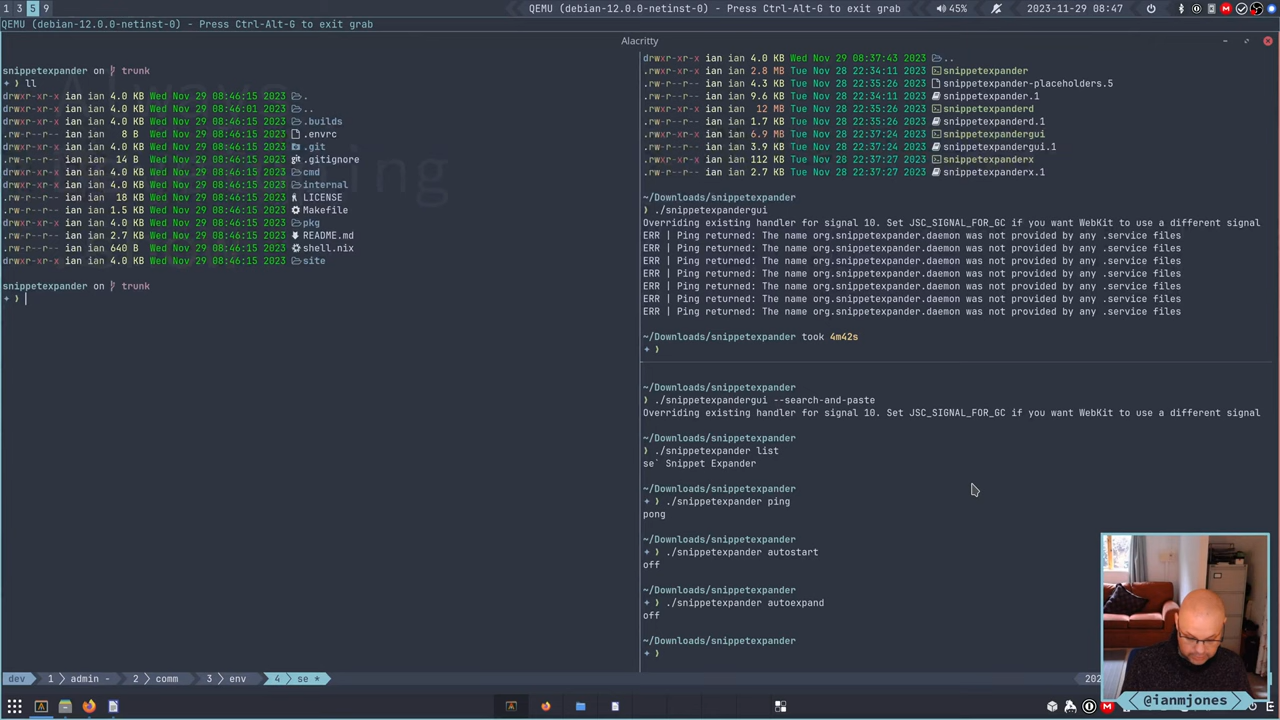 1 3 5 9
QEMU (debian-12.0.0-netinst-0) - Press Ctrl-Alt-G to exit grab
45%
2023-11-29 08:47
QEMU (debian-12.0.0-netinst-0) - Press Ctrl-Alt-G to exit grab
Alacritty
snippetexpander on trunk
+ ❯ ll
drwxr-xr-x ian ian 4.0 KB Wed Nov 29 08:46:15 2023 .
drwxr-xr-x ian ian 4.0 KB Wed Nov 29 08:46:01 2023 ..
drwxr-xr-x ian ian 4.0 KB Wed Nov 29 08:46:15 2023 .builds
.rw-r--r-- ian ian 8 B Wed Nov 29 08:46:15 2023 .envrc
drwxr-xr-x ian ian 4.0 KB Wed Nov 29 08:46:15 2023 .git
.rw-r--r-- ian ian 14 B Wed Nov 29 08:46:15 2023 .gitignore
drwxr-xr-x ian ian 4.0 KB Wed Nov 29 08:46:15 2023 cmd
drwxr-xr-x ian ian 4.0 KB Wed Nov 29 08:46:15 2023 internal
.rw-r--r-- ian ian 18 KB Wed Nov 29 08:46:15 2023 LICENSE
.rw-r--r-- ian ian 1.5 KB Wed Nov 29 08:46:15 2023 Makefile
drwxr-xr-x ian ian 4.0 KB Wed Nov 29 08:46:15 2023 pkg
.rw-r--r-- ian ian 2.7 KB Wed Nov 29 08:46:15 2023 README.md
.rw-r--r-- ian ian 640 B Wed Nov 29 08:46:15 2023 shell.nix
drwxr-xr-x ian ian 4.0 KB Wed Nov 29 08:46:15 2023 site
snippetexpander on trunk
+ ❯
drwxr-xr-x ian ian 4.0 KB Wed Nov 29 08:37:43 2023 ..
.rwxr-xr-x ian ian 2.8 MB Tue Nov 28 22:34:11 2023 snippetexpander
.rw-r--r-- ian ian 4.3 KB Tue Nov 28 22:35:26 2023 snippetexpander-placeholders.5
.rw-r--r-- ian ian 9.6 KB Tue Nov 28 22:34:11 2023 snippetexpander.1
.rwxr-xr-x ian ian 12 MB Tue Nov 28 22:35:26 2023 snippetexpanderd
.rw-r--r-- ian ian 1.7 KB Tue Nov 28 22:35:26 2023 snippetexpanderd.1
.rwxr-xr-x ian ian 6.9 MB Tue Nov 28 22:37:24 2023 snippetexpandergui
.rw-r--r-- ian ian 3.9 KB Tue Nov 28 22:37:24 2023 snippetexpandergui.1
.rwxr-xr-x ian ian 112 KB Tue Nov 28 22:37:27 2023 snippetexpanderx
.rw-r--r-- ian ian 2.7 KB Tue Nov 28 22:37:27 2023 snippetexpanderx.1
~/Downloads/snippetexpander
❯ ./snippetexpandergui
Overriding existing handler for signal 10. Set JSC_SIGNAL_FOR_GC if you want WebKit to use a different signal
ERR | Ping returned: The name org.snippetexpander.daemon was not provided by any .service files
ERR | Ping returned: The name org.snippetexpander.daemon was not provided by any .service files
ERR | Ping returned: The name org.snippetexpander.daemon was not provided by any .service files
ERR | Ping returned: The name org.snippetexpander.daemon was not provided by any .service files
ERR | Ping returned: The name org.snippetexpander.daemon was not provided by any .service files
ERR | Ping returned: The name org.snippetexpander.daemon was not provided by any .service files
ERR | Ping returned: The name org.snippetexpander.daemon was not provided by any .service files
~/Downloads/snippetexpander took 4m42s
+ ❯
~/Downloads/snippetexpander
❯ ./snippetexpandergui --search-and-paste
Overriding existing handler for signal 10. Set JSC_SIGNAL_FOR_GC if you want WebKit to use a different signal
~/Downloads/snippetexpander
❯ ./snippetexpander list
se` Snippet Expander
~/Downloads/snippetexpander
+ ❯ ./snippetexpander ping
pong
~/Downloads/snippetexpander
+ ❯ ./snippetexpander autostart
off
~/Downloads/snippetexpander
+ ❯ ./snippetexpander autoexpand
off
~/Downloads/snippetexpander
+ ❯
dev 1 admin - 2 comm 3 env 4 se * 202
@ianmjones